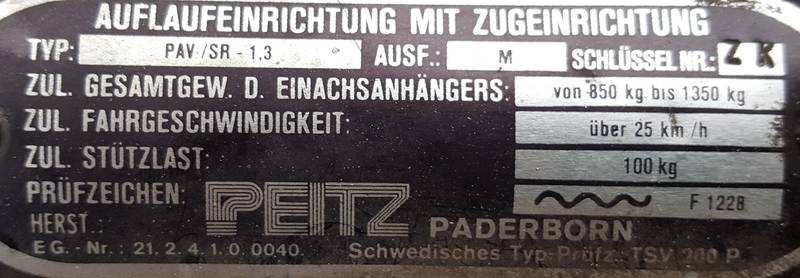 AUFLAUFEINRICHTUNG MIT ZUGEINRICHTUNG
TYP: PAV/SR-1,3 AUSF.: M SCHLÜSSEL NR.: Z K
ZUL. GESAMTGEW. D. EINACHSANHÄNGERS: von 850 kg bis 1350 kg
ZUL. FAHRGESCHWINDIGKEIT: über 25 km/h
ZUL. STÜTZLAST: 100 kg
PRÜFZEICHEN: F 1228
HERST.: PEITZ PADERBORN
EG.-Nr.: 21.2.4.1.0.0040. Schwedisches Typ-Prüfz.: TSV P